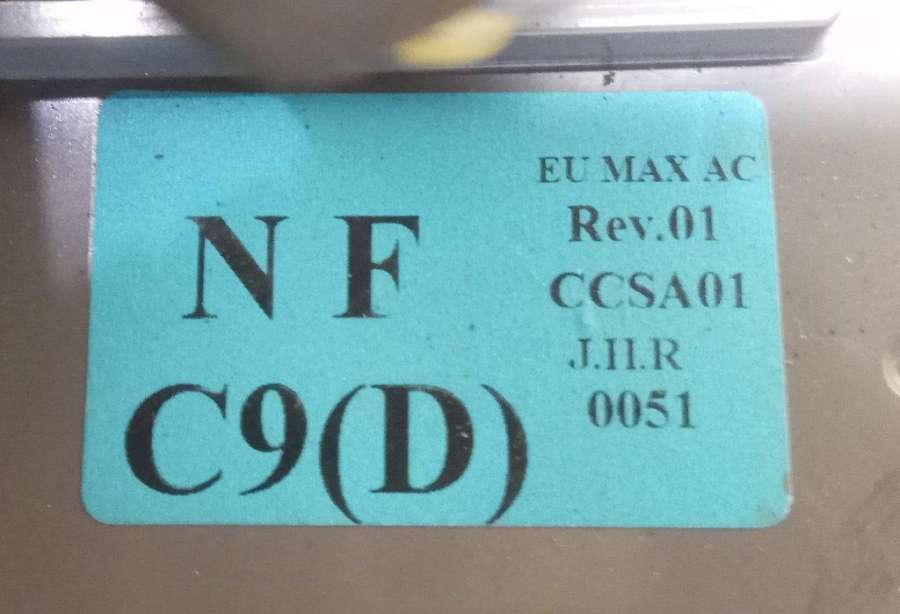 N F
C9(D)
EU MAX AC
Rev.01
CCSA01
J.H.R
0051